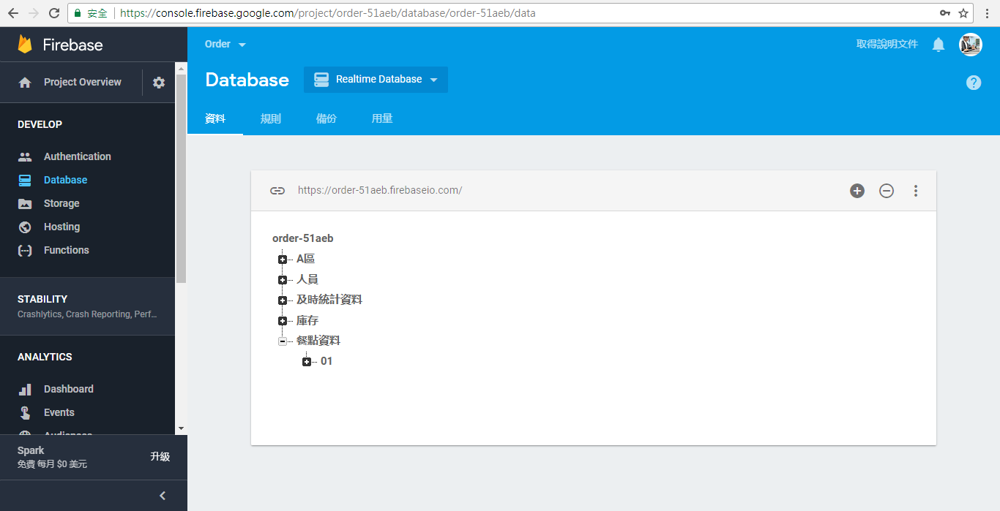 安全 https://console.firebase.google.com/project/order-51aeb/database/order-51aeb/data
Firebase
Project Overview
DEVELOP
Authentication
Database
Storage
Hosting
Functions
STABILITY
Crashlytics, Crash Reporting, Perf...
ANALYTICS
Dashboard
Events
Audiences
Spark
免費 每月 $0 美元
升級
Order
取得說明文件
Database
Realtime Database
資料 規則 備份 用量
https://order-51aeb.firebaseio.com/
order-51aeb
A區
人員
及時統計資料
庫存
餐點資料
01